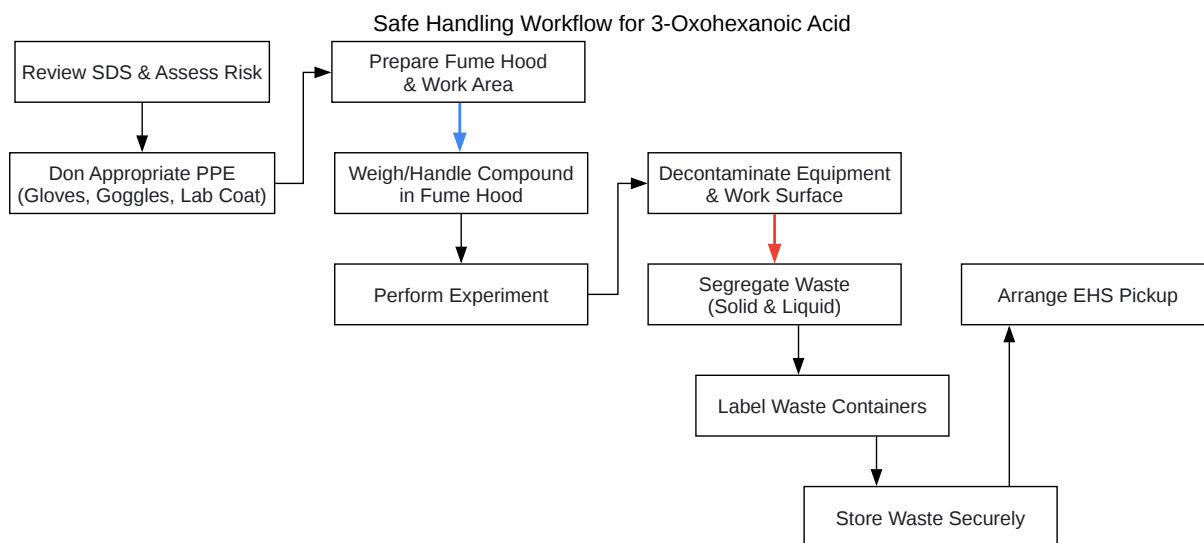 Safe Handling Workflow for 3-Oxohexanoic Acid
Review SDS & Assess Risk
Don Appropriate PPE
(Gloves, Goggles, Lab Coat)
Prepare Fume Hood
& Work Area
Weigh/Handle Compound
in Fume Hood
Perform Experiment
Decontaminate Equipment
& Work Surface
Segregate Waste
(Solid & Liquid)
Label Waste Containers
Store Waste Securely
Arrange EHS Pickup